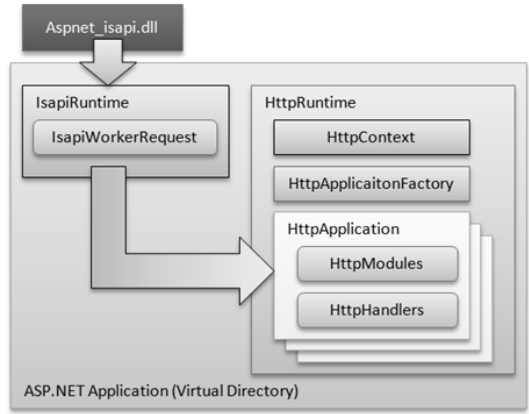 Aspnet_isapi.dll
IsapiRuntime
IsapiWorkerRequest
HttpRuntime
HttpContext
HttpApplicaitonFactory
HttpApplication
HttpModules
HttpHandlers
ASP.NET Application (Virtual Directory)